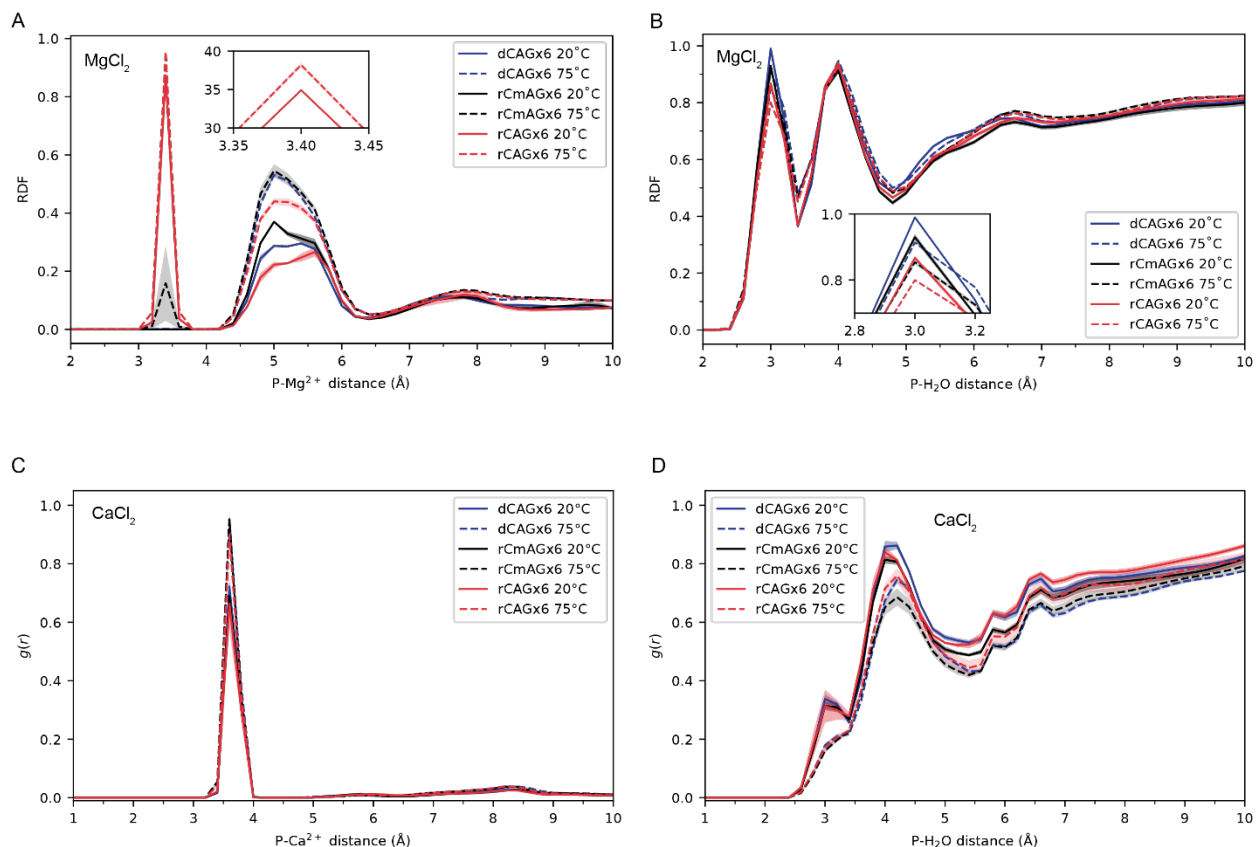 A
MgCl₂
RDF
1.0
0.8
0.6
0.4
0.2
0.0
2 3 4 5 6 7 8 9 10
P-Mg²⁺ distance (Å)
40
35
30
3.35 3.40 3.45
dCAGx6 20˚C
dCAGx6 75˚C
rCmAGx6 20˚C
rCmAGx6 75˚C
rCAGx6 20˚C
rCAGx6 75˚C
B
MgCl₂
RDF
1.0
0.8
0.6
0.4
0.2
0.0
2 3 4 5 6 7 8 9 10
P-H₂O distance (Å)
1.0
0.8
2.8 3.0 3.2
dCAGx6 20˚C
dCAGx6 75˚C
rCmAGx6 20˚C
rCmAGx6 75˚C
rCAGx6 20˚C
rCAGx6 75˚C
C
CaCl₂
g(r)
1.0
0.8
0.6
0.4
0.2
0.0
1 2 3 4 5 6 7 8 9 10
P-Ca²⁺ distance (Å)
dCAGx6 20°C
dCAGx6 75°C
rCmAGx6 20°C
rCmAGx6 75°C
rCAGx6 20°C
rCAGx6 75°C
D
CaCl₂
g(r)
1.0
0.8
0.6
0.4
0.2
0.0
1 2 3 4 5 6 7 8 9 10
P-H₂O distance (Å)
dCAGx6 20°C
dCAGx6 75°C
rCmAGx6 20°C
rCmAGx6 75°C
rCAGx6 20°C
rCAGx6 75°C